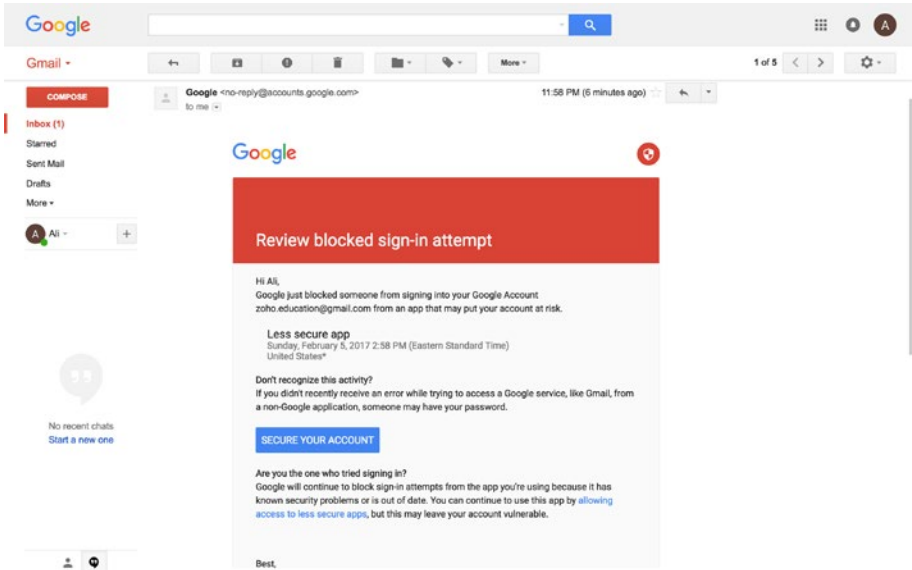 Google
A
Gmail
More
1 of 5
COMPOSE
Google <no-reply@accounts.google.com>
11:58 PM (6 minutes ago)
to me
Inbox (1)
Starred
Sent Mail
Drafts
More
A Ali
+
Google
Review blocked sign-in attempt
Hi Ali,
Google just blocked someone from signing into your Google Account
zoho.education@gmail.com from an app that may put your account at risk.
Less secure app
Sunday, February 5, 2017 2:58 PM (Eastern Standard Time)
United States*
Don't recognize this activity?
If you didn't recently receive an error while trying to access a Google service, like Gmail, from
a non-Google application, someone may have your password.
SECURE YOUR ACCOUNT
Are you the one who tried signing in?
Google will continue to block sign-in attempts from the app you're using because it has
known security problems or is out of date. You can continue to use this app by allowing
access to less secure apps, but this may leave your account vulnerable.
Best,
No recent chats
Start a new one